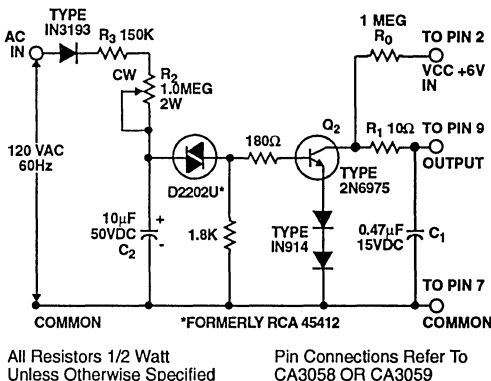 AC
IN
TYPE
IN3193
R3 150K
CW
R2
1.0MEG
2W
1 MEG
R0
TO PIN 2
VCC +6V
IN
120 VAC
60Hz
D2202U*
180Ω
Q2
TYPE
2N6975
R1 10Ω
TO PIN 9
OUTPUT
10μF
50VDC
C2
+
-
1.8K
TYPE
IN914
0.47μF
15VDC
C1
TO PIN 7
COMMON
*FORMERLY RCA 45412
COMMON
All Resistors 1/2 Watt
Unless Otherwise Specified
Pin Connections Refer To
CA3058 OR CA3059